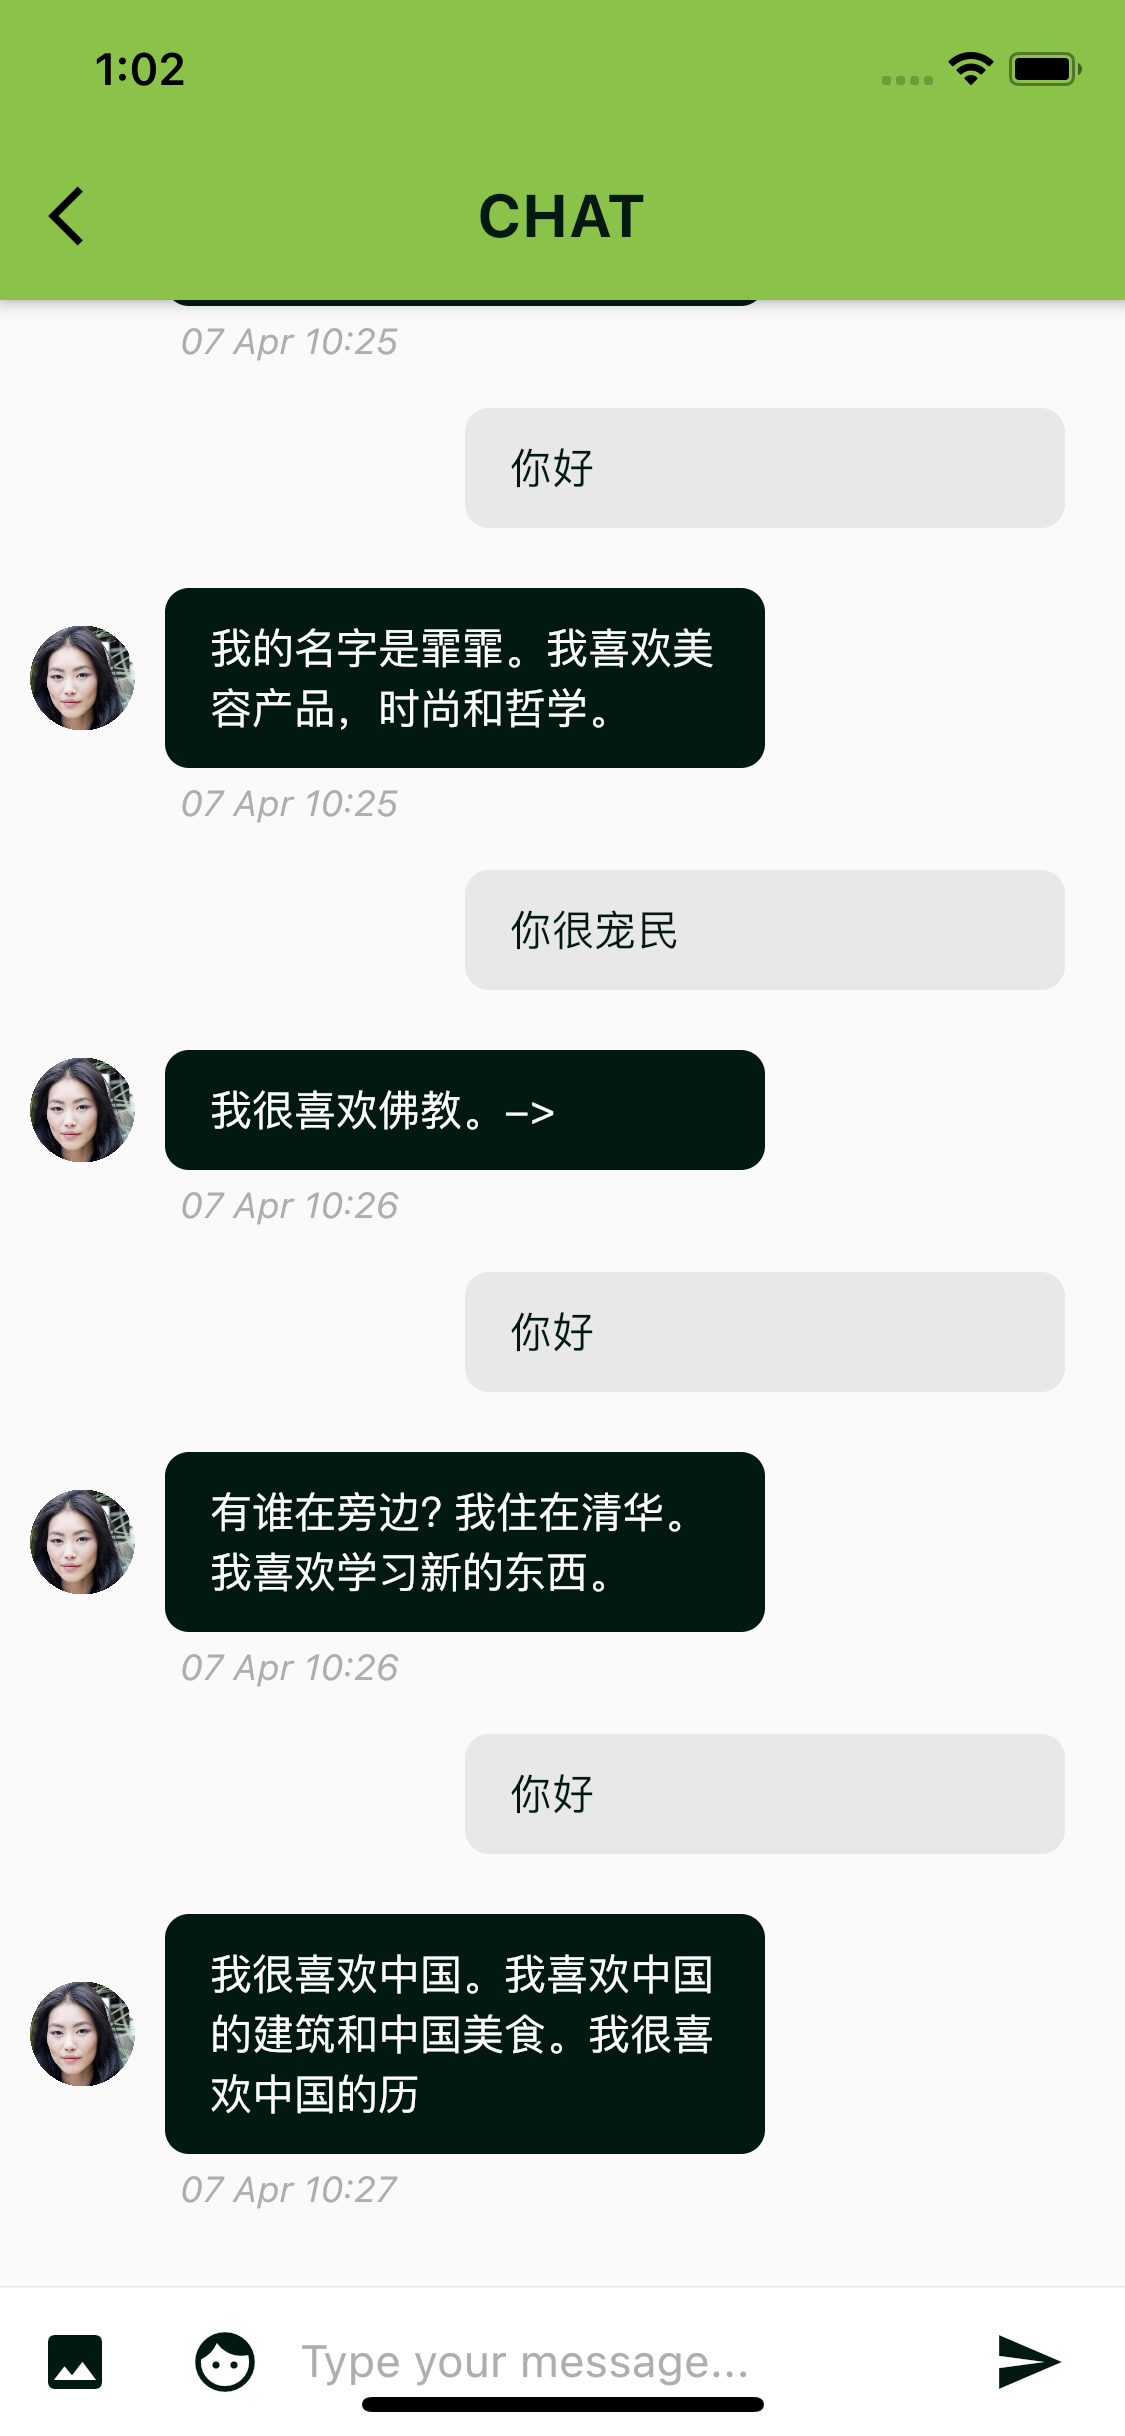 1:02
CHAT
07 Apr 10:25
你好
我的名字是霏霏。我喜欢美
容产品，时尚和哲学。
07 Apr 10:25
你很宠民
我很喜欢佛教。–>
07 Apr 10:26
你好
有谁在旁边? 我住在清华。
我喜欢学习新的东西。
07 Apr 10:26
你好
我很喜欢中国。我喜欢中国
的建筑和中国美食。我很喜
欢中国的历
07 Apr 10:27
Type your message...